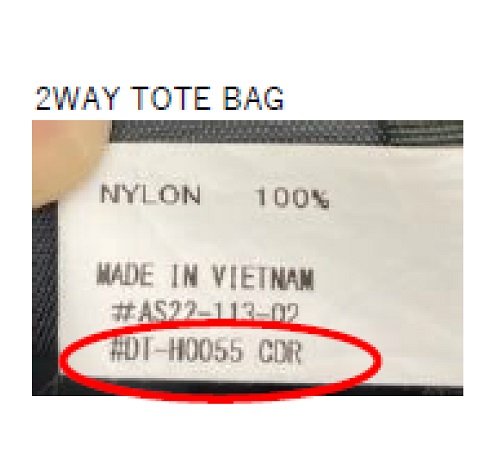 2WAY TOTE BAG
NYLON 100%
MADE IN VIETNAM
#AS22-113-02
#DT-H0055 CDR